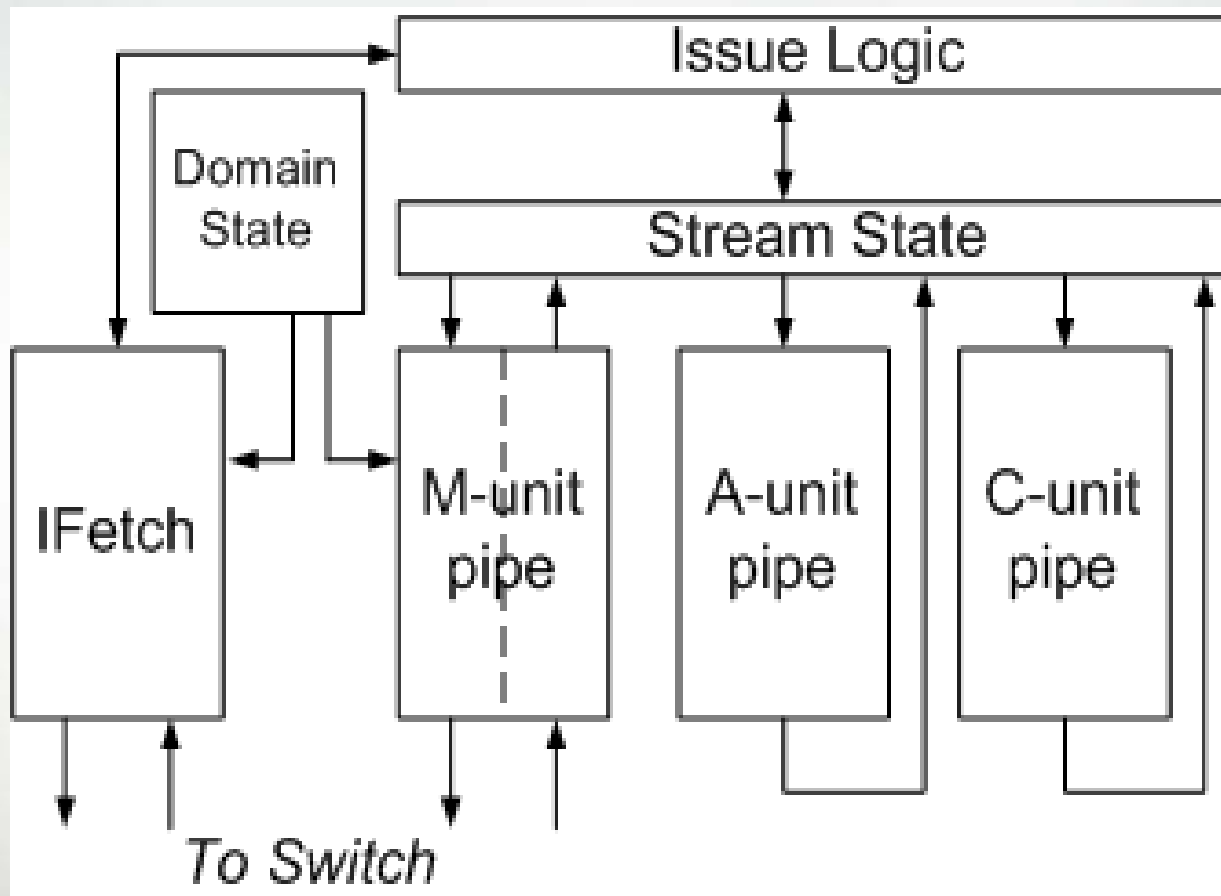 Issue Logic
Domain
State
Stream State
IFetch
M-unit
pipe
A-unit
pipe
C-unit
pipe
To Switch